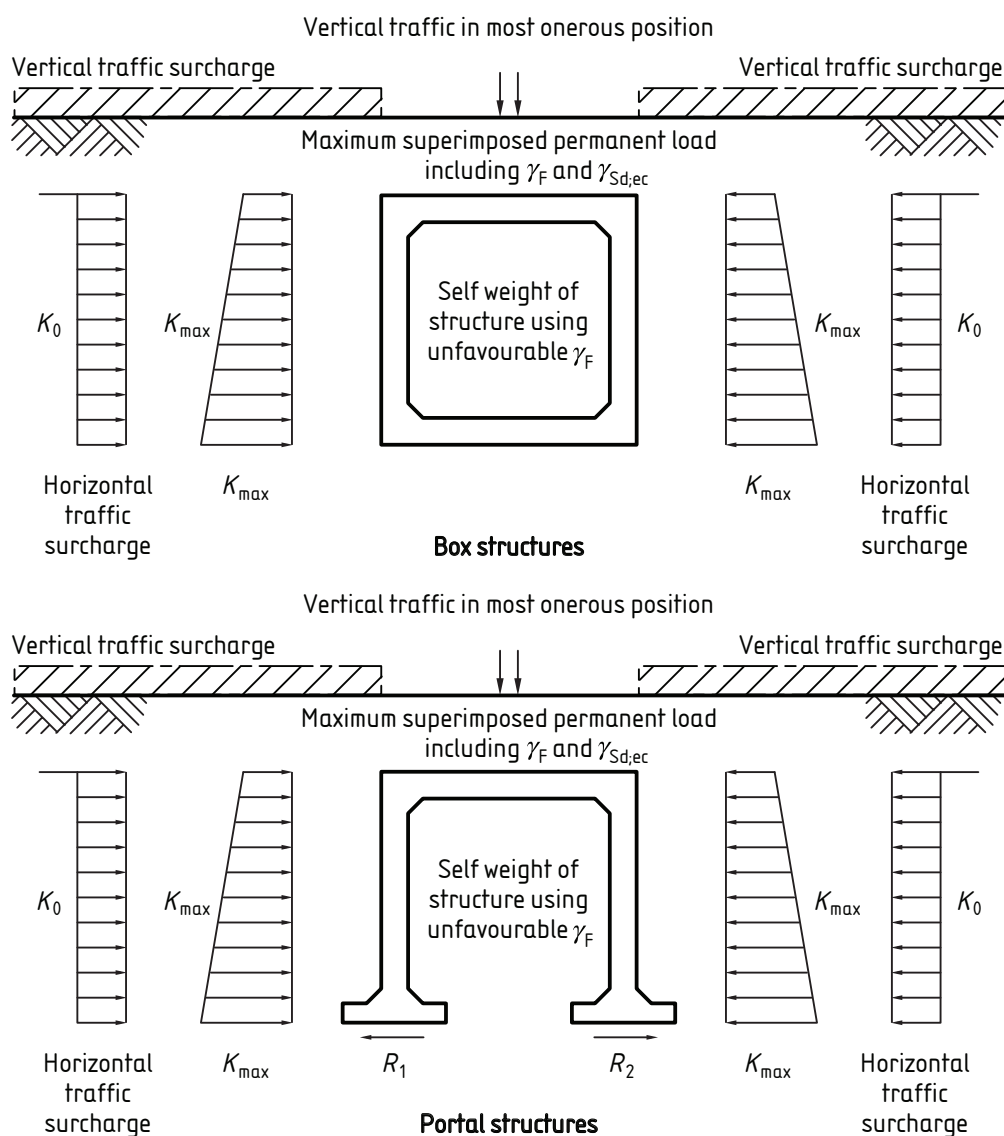 Vertical traffic in most onerous position
Vertical traffic surcharge
Vertical traffic surcharge
Maximum superimposed permanent load
including γF and γSd;ec
Self weight of
structure using
unfavourable γF
K0
Kmax
Kmax
K0
Horizontal
traffic
surcharge
Kmax
Kmax
Horizontal
traffic
surcharge
Box structures
Vertical traffic in most onerous position
Vertical traffic surcharge
Vertical traffic surcharge
Maximum superimposed permanent load
including γF and γSd;ec
Self weight of
structure using
unfavourable γF
K0
Kmax
Kmax
K0
Horizontal
traffic
surcharge
Kmax
R1
R2
Kmax
Horizontal
traffic
surcharge
Portal structures